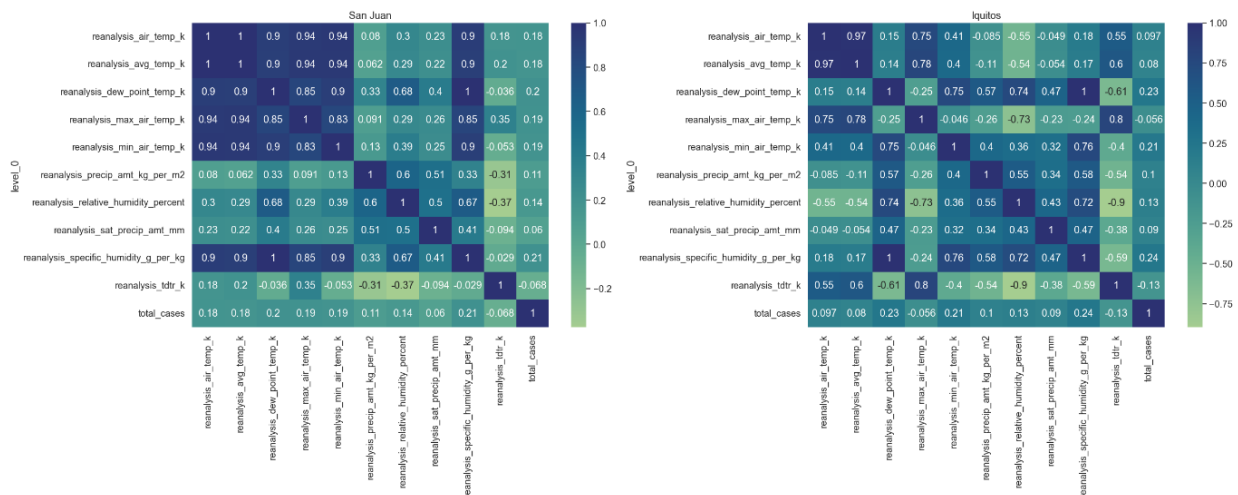 San Juan
reanalysis_air_temp_k 1 1 0.9 0.94 0.94 0.08 0.3 0.23 0.9 0.18 0.18
reanalysis_avg_temp_k 1 1 0.9 0.94 0.94 0.062 0.29 0.22 0.9 0.2 0.18
reanalysis_dew_point_temp_k 0.9 0.9 1 0.85 0.9 0.33 0.68 0.4 1 -0.036 0.2
reanalysis_max_air_temp_k 0.94 0.94 0.85 1 0.83 0.091 0.29 0.26 0.85 0.35 0.19
reanalysis_min_air_temp_k 0.94 0.94 0.9 0.83 1 0.13 0.39 0.25 0.9 -0.053 0.19
reanalysis_precip_amt_kg_per_m2 0.08 0.062 0.33 0.091 0.13 1 0.6 0.51 0.33 -0.31 0.11
reanalysis_relative_humidity_percent 0.3 0.29 0.68 0.29 0.39 0.6 1 0.5 0.67 -0.37 0.14
reanalysis_sat_precip_amt_mm 0.23 0.22 0.4 0.26 0.25 0.51 0.5 1 0.41 -0.094 0.06
reanalysis_specific_humidity_g_per_kg 0.9 0.9 1 0.85 0.9 0.33 0.67 0.41 1 -0.029 0.21
reanalysis_tdtr_k 0.18 0.2 -0.036 0.35 -0.053 -0.31 -0.37 -0.094 -0.029 1 -0.068
total_cases 0.18 0.18 0.2 0.19 0.19 0.11 0.14 0.06 0.21 -0.068 1
level_0
reanalysis_air_temp_k
reanalysis_avg_temp_k
reanalysis_dew_point_temp_k
reanalysis_max_air_temp_k
reanalysis_min_air_temp_k
reanalysis_precip_amt_kg_per_m2
reanalysis_relative_humidity_percent
reanalysis_sat_precip_amt_mm
eanalysis_specific_humidity_g_per_kg
reanalysis_tdtr_k
total_cases
1.0
0.8
0.6
0.4
0.2
0.0
-0.2
Iquitos
reanalysis_air_temp_k 1 0.97 0.15 0.75 0.41 -0.085 -0.55 -0.049 0.18 0.55 0.097
reanalysis_avg_temp_k 0.97 1 0.14 0.78 0.4 -0.11 -0.54 -0.054 0.17 0.6 0.08
reanalysis_dew_point_temp_k 0.15 0.14 1 -0.25 0.75 0.57 0.74 0.47 1 -0.61 0.23
reanalysis_max_air_temp_k 0.75 0.78 -0.25 1 -0.046 -0.26 -0.73 -0.23 -0.24 0.8 -0.056
reanalysis_min_air_temp_k 0.41 0.4 0.75 -0.046 1 0.4 0.36 0.32 0.76 -0.4 0.21
reanalysis_precip_amt_kg_per_m2 -0.085 -0.11 0.57 -0.26 0.4 1 0.55 0.34 0.58 -0.54 0.1
reanalysis_relative_humidity_percent -0.55 -0.54 0.74 -0.73 0.36 0.55 1 0.43 0.72 -0.9 0.13
reanalysis_sat_precip_amt_mm -0.049 -0.054 0.47 -0.23 0.32 0.34 0.43 1 0.47 -0.38 0.09
reanalysis_specific_humidity_g_per_kg 0.18 0.17 1 -0.24 0.76 0.58 0.72 0.47 1 -0.59 0.24
reanalysis_tdtr_k 0.55 0.6 -0.61 0.8 -0.4 -0.54 -0.9 -0.38 -0.59 1 -0.13
total_cases 0.097 0.08 0.23 -0.056 0.21 0.1 0.13 0.09 0.24 -0.13 1
level_0
reanalysis_air_temp_k
reanalysis_avg_temp_k
reanalysis_dew_point_temp_k
reanalysis_max_air_temp_k
reanalysis_min_air_temp_k
reanalysis_precip_amt_kg_per_m2
reanalysis_relative_humidity_percent
reanalysis_sat_precip_amt_mm
eanalysis_specific_humidity_g_per_kg
reanalysis_tdtr_k
total_cases
1.00
0.75
0.50
0.25
0.00
-0.25
-0.50
-0.75